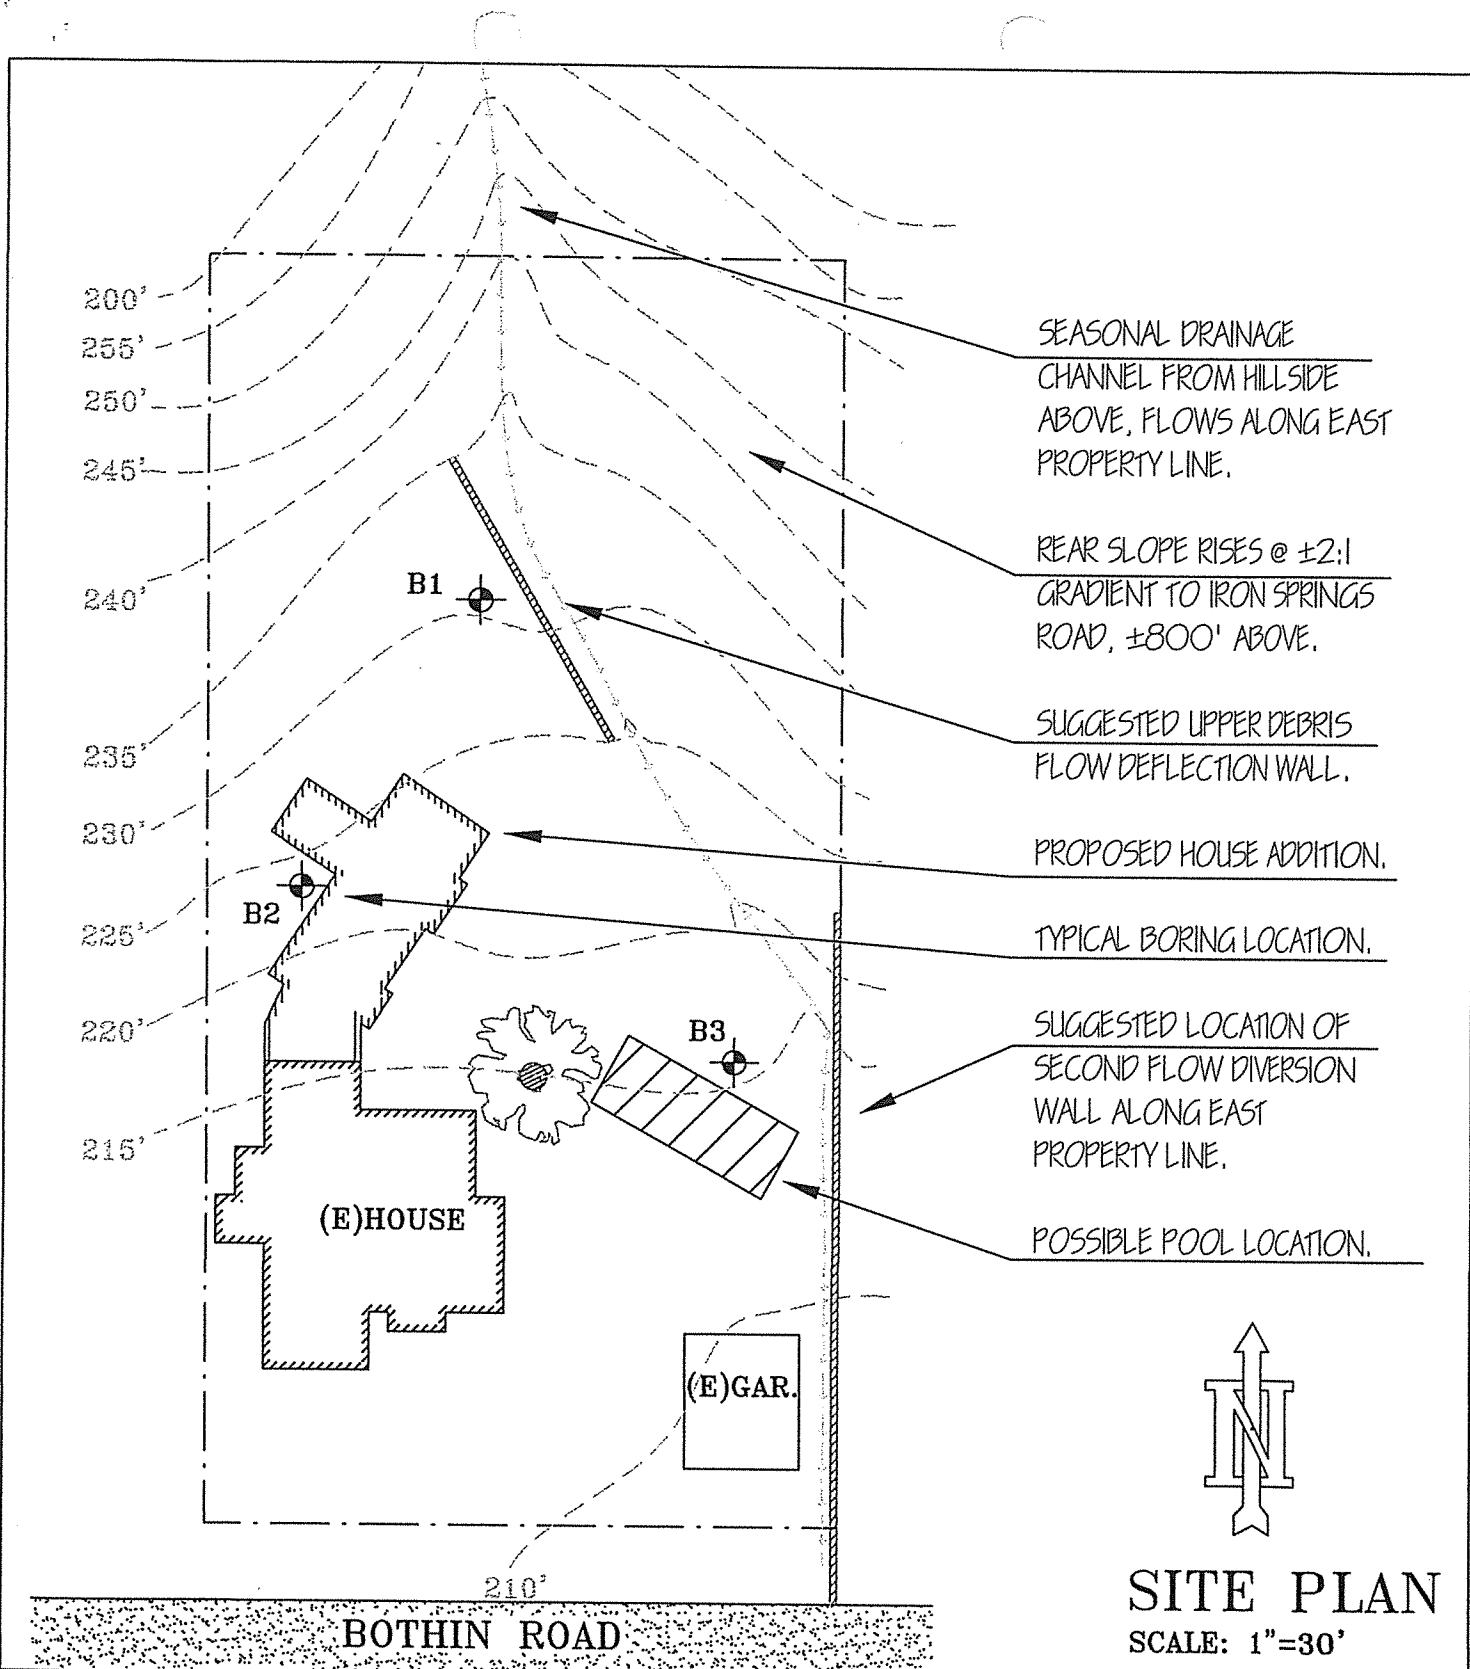 200'
255'
250'
245'
240'
235'
230'
225'
220'
215'
210'
B1
B2
B3
(E)HOUSE
(E)GAR.
SEASONAL DRAINAGE
CHANNEL FROM HILLSIDE
ABOVE, FLOWS ALONG EAST
PROPERTY LINE.
REAR SLOPE RISES @ ±2:1
GRADIENT TO IRON SPRINGS
ROAD, ±800' ABOVE.
SUGGESTED UPPER DEBRIS
FLOW DEFLECTION WALL.
PROPOSED HOUSE ADDITION.
TYPICAL BORING LOCATION.
SUGGESTED LOCATION OF
SECOND FLOW DIVERSION
WALL ALONG EAST
PROPERTY LINE.
POSSIBLE POOL LOCATION.
N
SITE PLAN
SCALE: 1"=30'
BOTHIN ROAD